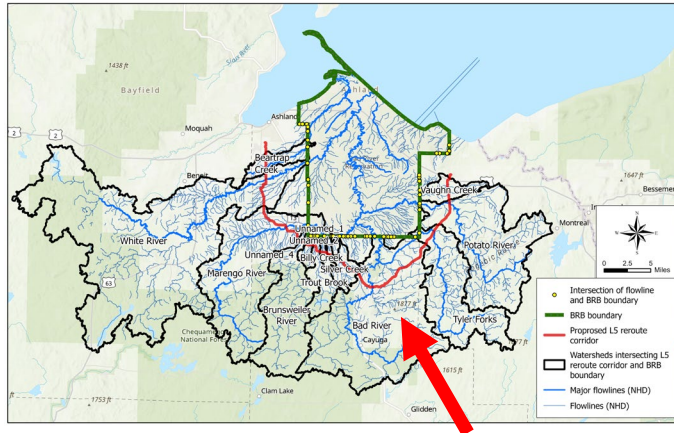 1438 ft
Bayfield
Sioux River
Moquah
Ashland
Ashland
2
2
Beartrap
Creek
Benoit
Vaughn Creek
1647 ft
Bessemer
Unnamed_1
Unnamed_2
White River
Unnamed_4
Billy Creek
Silver Creek
Potato River
Montreal
Marengo River
Trout Brook
63
Brunsweiler
River
1877 ft
Bad River
Tyler Forks
Chequamegon
National Forest
Cayuga
Clam Lake
1615 ft
1753 ft
Glidden
N
0 2.5 5
Miles
Intersection of flowline
and BRB boundary
BRB boundary
Proposed L5 reroute
corridor
Watersheds intersecting L5
reroute corridor and BRB
boundary
Major flowlines (NHD)
Flowlines (NHD)